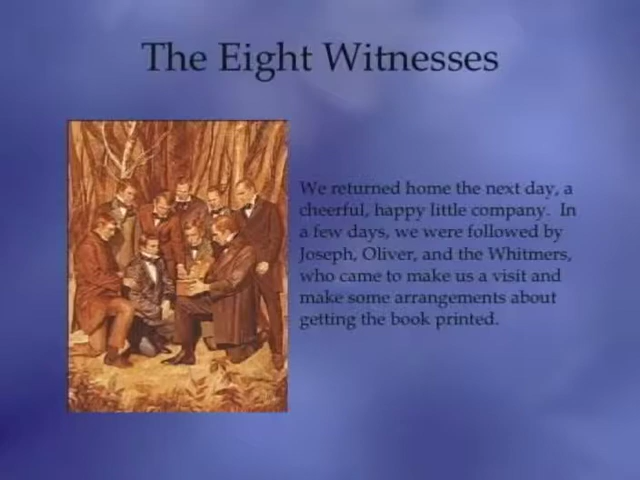 The Eight Witnesses
We returned home the next day, a
cheerful, happy little company.  In
a few days, we were followed by
Joseph, Oliver, and the Whitmers,
who came to make us a visit and
make some arrangements about
getting the book printed.